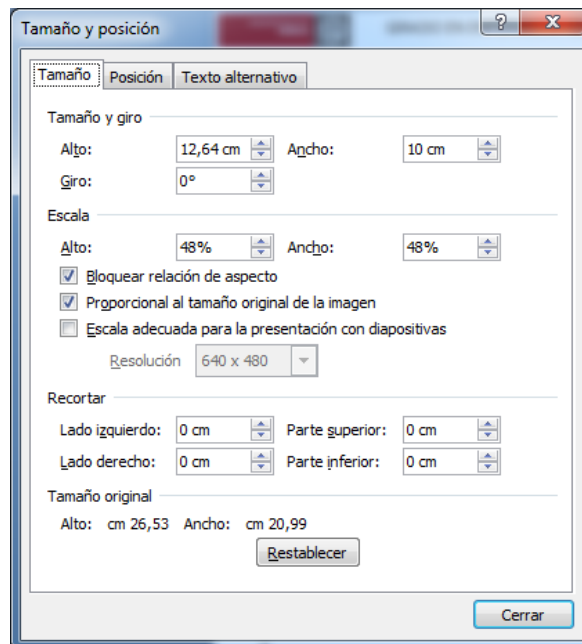 Tamaño y posición
Tamaño Posición Texto alternativo
Tamaño y giro
Alto: 12,64 cm Ancho: 10 cm
Giro: 0°
Escala
Alto: 48% Ancho: 48%
Bloquear relación de aspecto
Proporcional al tamaño original de la imagen
Escala adecuada para la presentación con diapositivas
Resolución 640 x 480
Recortar
Lado izquierdo: 0 cm Parte superior: 0 cm
Lado derecho: 0 cm Parte inferior: 0 cm
Tamaño original
Alto: cm 26,53 Ancho: cm 20,99
Restablecer
Cerrar